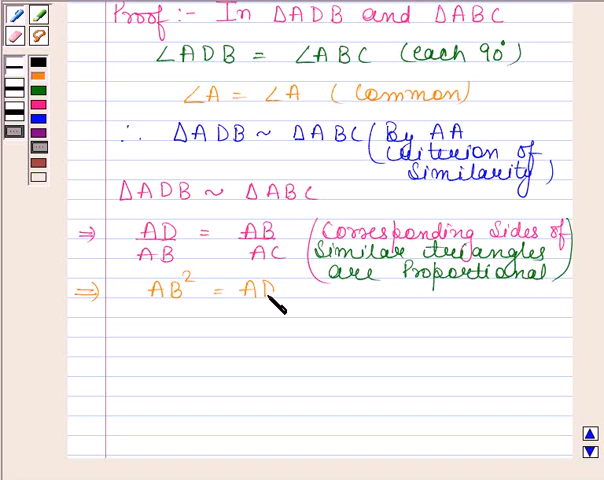 Proof :- In ΔADB and ΔABC
∠ADB = ∠ABC (each 90°)
∠A = ∠A (Common)
∴ ΔADB ~ ΔABC (By AA
Criterion of
Similarity)
ΔADB ~ ΔABC
⇒ AD/AB = AB/AC (Corresponding Sides of
Similar triangles
are Proportional)
⇒ AB² = AD